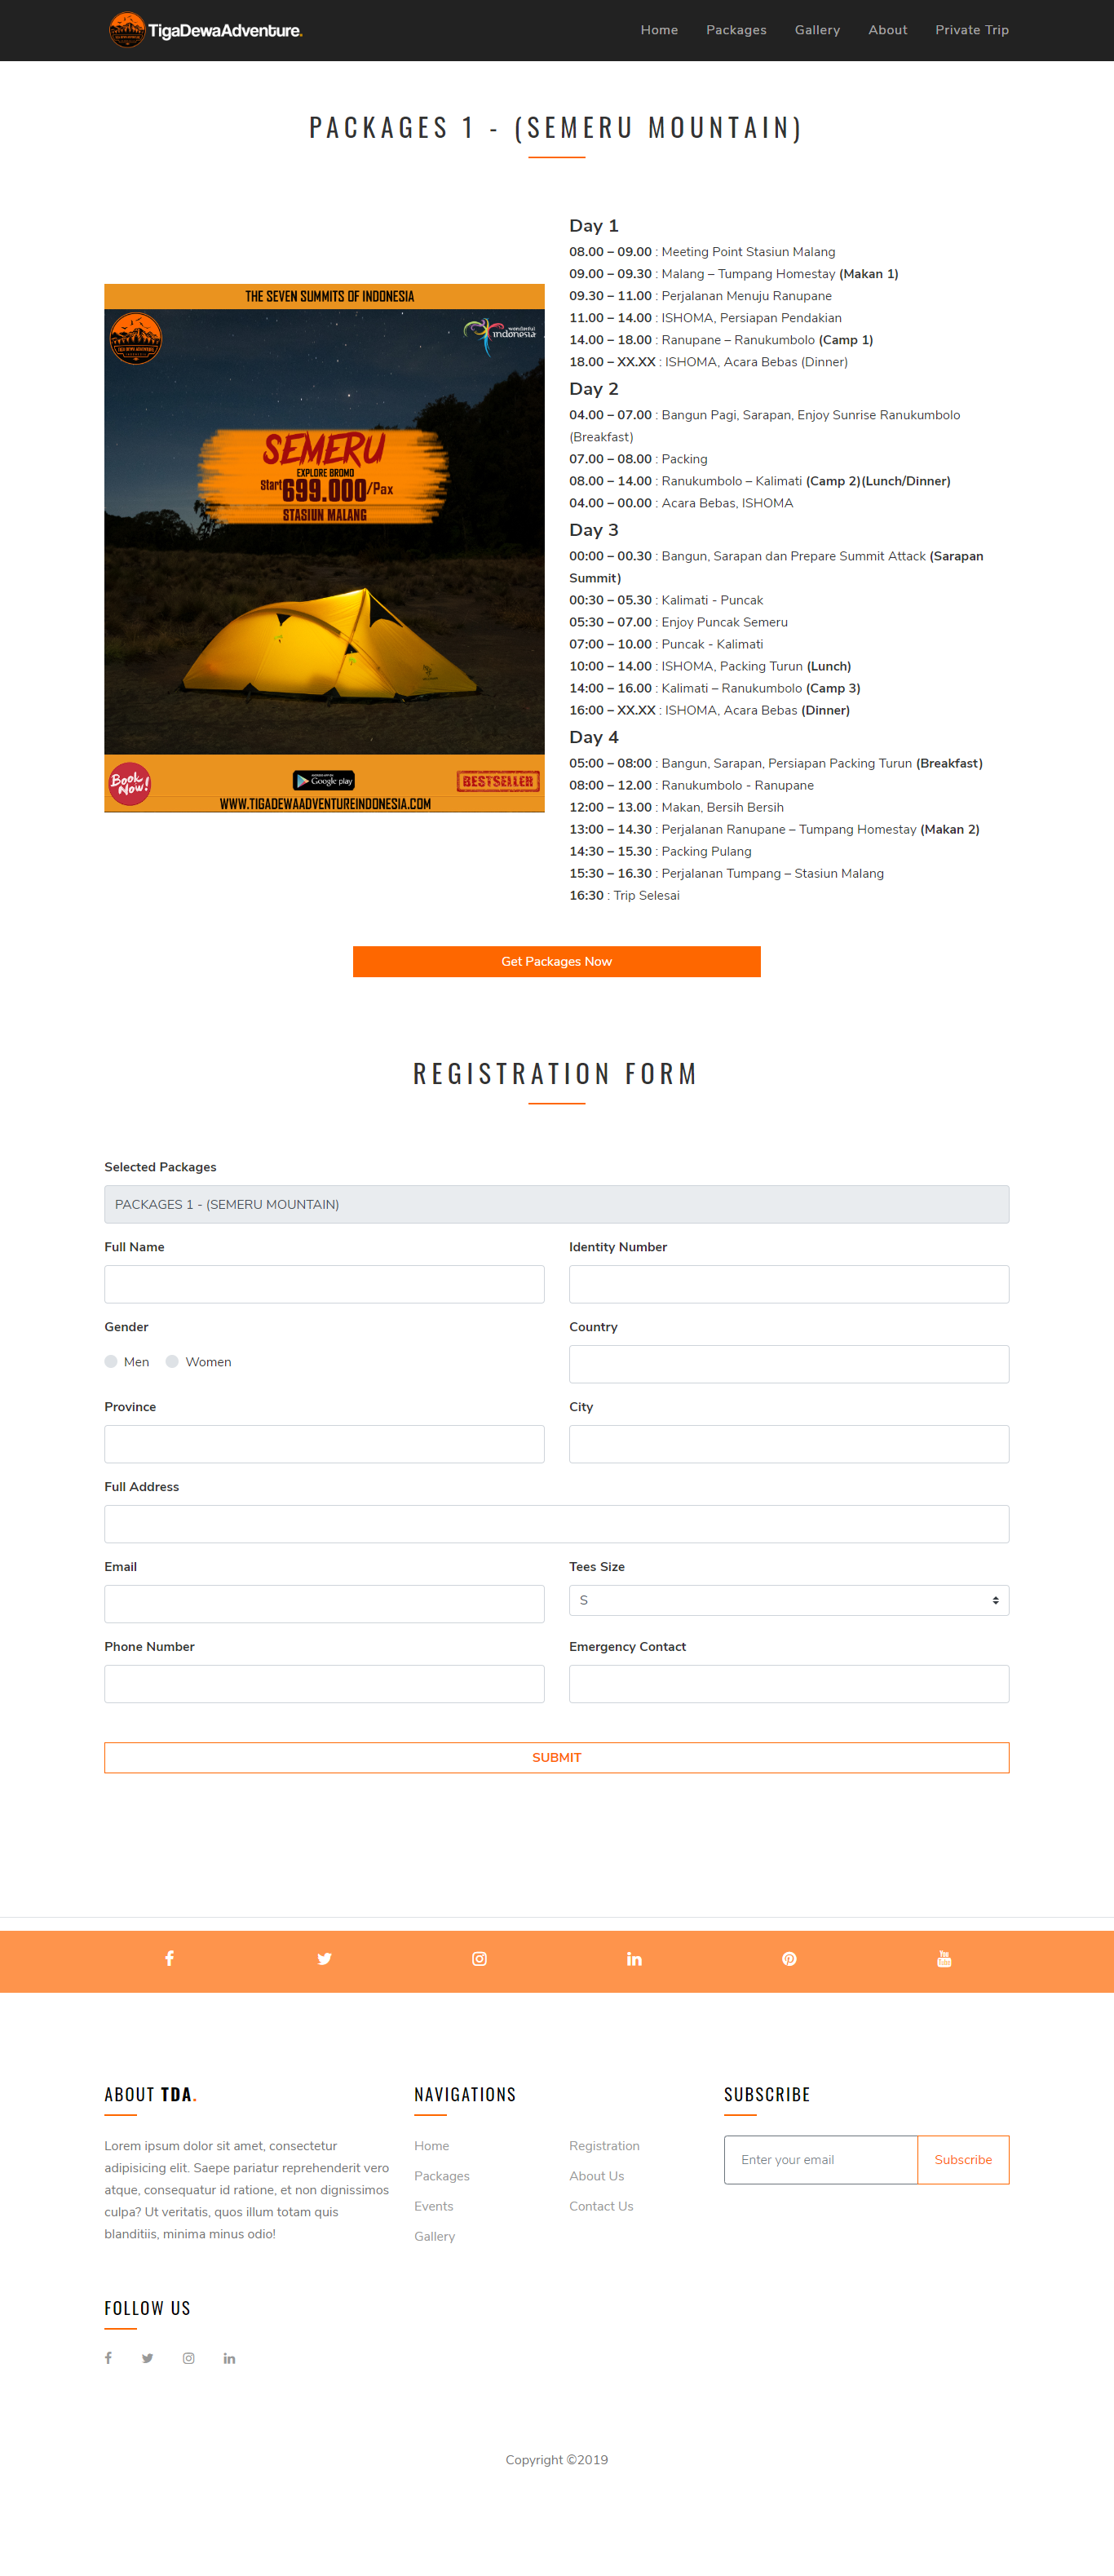 TigaDewaAdventure.
Home
Packages
Gallery
About
Private Trip
PACKAGES 1 - (SEMERU MOUNTAIN)
THE SEVEN SUMMITS OF INDONESIA
TIGA DEWA ADVENTURE
wonderful
indonesia
SEMERU
EXPLORE BROMO
Start 699.000/Pax
STASIUN MALANG
Book
Now!
Google play
BESTSELLER
WWW.TIGADEWAADVENTUREINDONESIA.COM
Day 1
08.00 – 09.00 : Meeting Point Stasiun Malang
09.00 – 09.30 : Malang – Tumpang Homestay (Makan 1)
09.30 – 11.00 : Perjalanan Menuju Ranupane
11.00 – 14.00 : ISHOMA, Persiapan Pendakian
14.00 – 18.00 : Ranupane – Ranukumbolo (Camp 1)
18.00 – XX.XX : ISHOMA, Acara Bebas (Dinner)
Day 2
04.00 – 07.00 : Bangun Pagi, Sarapan, Enjoy Sunrise Ranukumbolo
(Breakfast)
07.00 – 08.00 : Packing
08.00 – 14.00 : Ranukumbolo – Kalimati (Camp 2)(Lunch/Dinner)
04.00 – 00.00 : Acara Bebas, ISHOMA
Day 3
00:00 – 00.30 : Bangun, Sarapan dan Prepare Summit Attack (Sarapan
Summit)
00:30 – 05.30 : Kalimati - Puncak
05:30 – 07.00 : Enjoy Puncak Semeru
07:00 – 10.00 : Puncak - Kalimati
10:00 – 14.00 : ISHOMA, Packing Turun (Lunch)
14:00 – 16.00 : Kalimati – Ranukumbolo (Camp 3)
16:00 – XX.XX : ISHOMA, Acara Bebas (Dinner)
Day 4
05:00 – 08:00 : Bangun, Sarapan, Persiapan Packing Turun (Breakfast)
08:00 – 12.00 : Ranukumbolo - Ranupane
12:00 – 13.00 : Makan, Bersih Bersih
13:00 – 14.30 : Perjalanan Ranupane – Tumpang Homestay (Makan 2)
14:30 – 15.30 : Packing Pulang
15:30 – 16.30 : Perjalanan Tumpang – Stasiun Malang
16:30 : Trip Selesai
Get Packages Now
REGISTRATION FORM
Selected Packages
PACKAGES 1 - (SEMERU MOUNTAIN)
Full Name
Identity Number
Gender
Men
Women
Country
Province
City
Full Address
Email
Tees Size
S
Phone Number
Emergency Contact
SUBMIT
ABOUT TDA.
Lorem ipsum dolor sit amet, consectetur
adipisicing elit. Saepe pariatur reprehenderit vero
atque, consequatur id ratione, et non dignissimos
culpa? Ut veritatis, quos illum totam quis
blanditiis, minima minus odio!
NAVIGATIONS
Home
Packages
Events
Gallery
Registration
About Us
Contact Us
SUBSCRIBE
Enter your email
Subscribe
FOLLOW US
Copyright ©2019